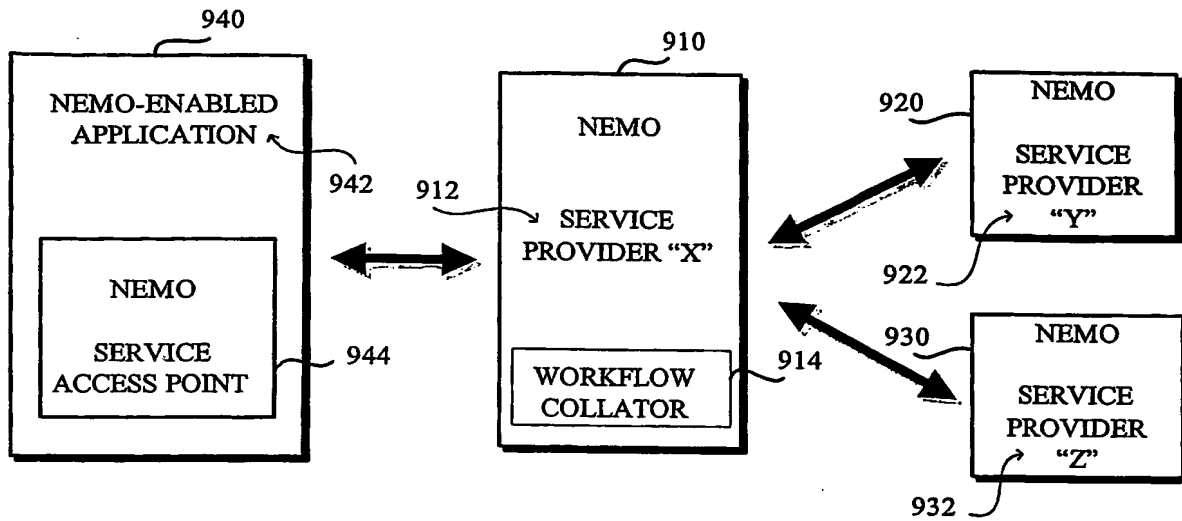 940
NEMO-ENABLED
APPLICATION
942
NEMO
SERVICE
ACCESS POINT
944
910
NEMO
912
SERVICE
PROVIDER “X”
WORKFLOW
COLLATOR
914
920
NEMO
SERVICE
PROVIDER
“Y”
922
930
NEMO
SERVICE
PROVIDER
“Z”
932